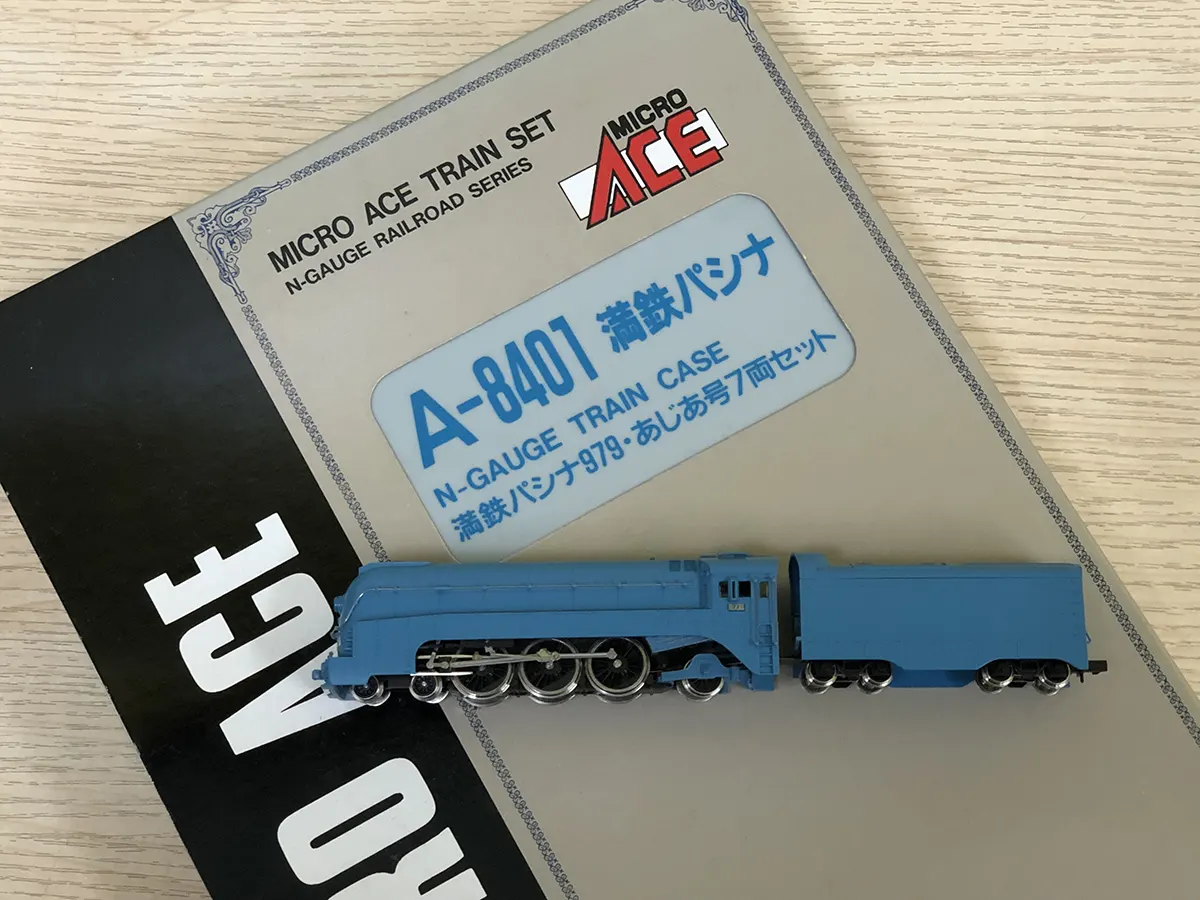 MICRO ACE TRAIN SET
N-GAUGE RAILROAD SERIES
MICRO
ACE
A-8401 満鉄パシナ
N-GAUGE TRAIN CASE
満鉄パシナ979・あじあ号7両セット
RO ACE